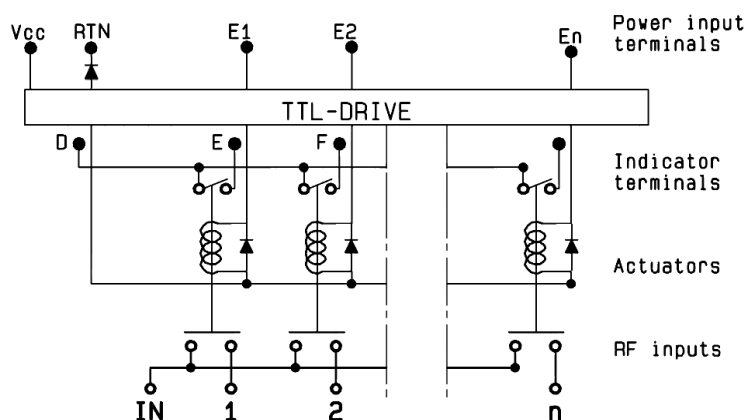 Vcc RTN E1 E2 En Power input
terminals
TTL-DRIVE
D E F Indicator
terminals
Actuators
RF inputs
IN 1 2 n